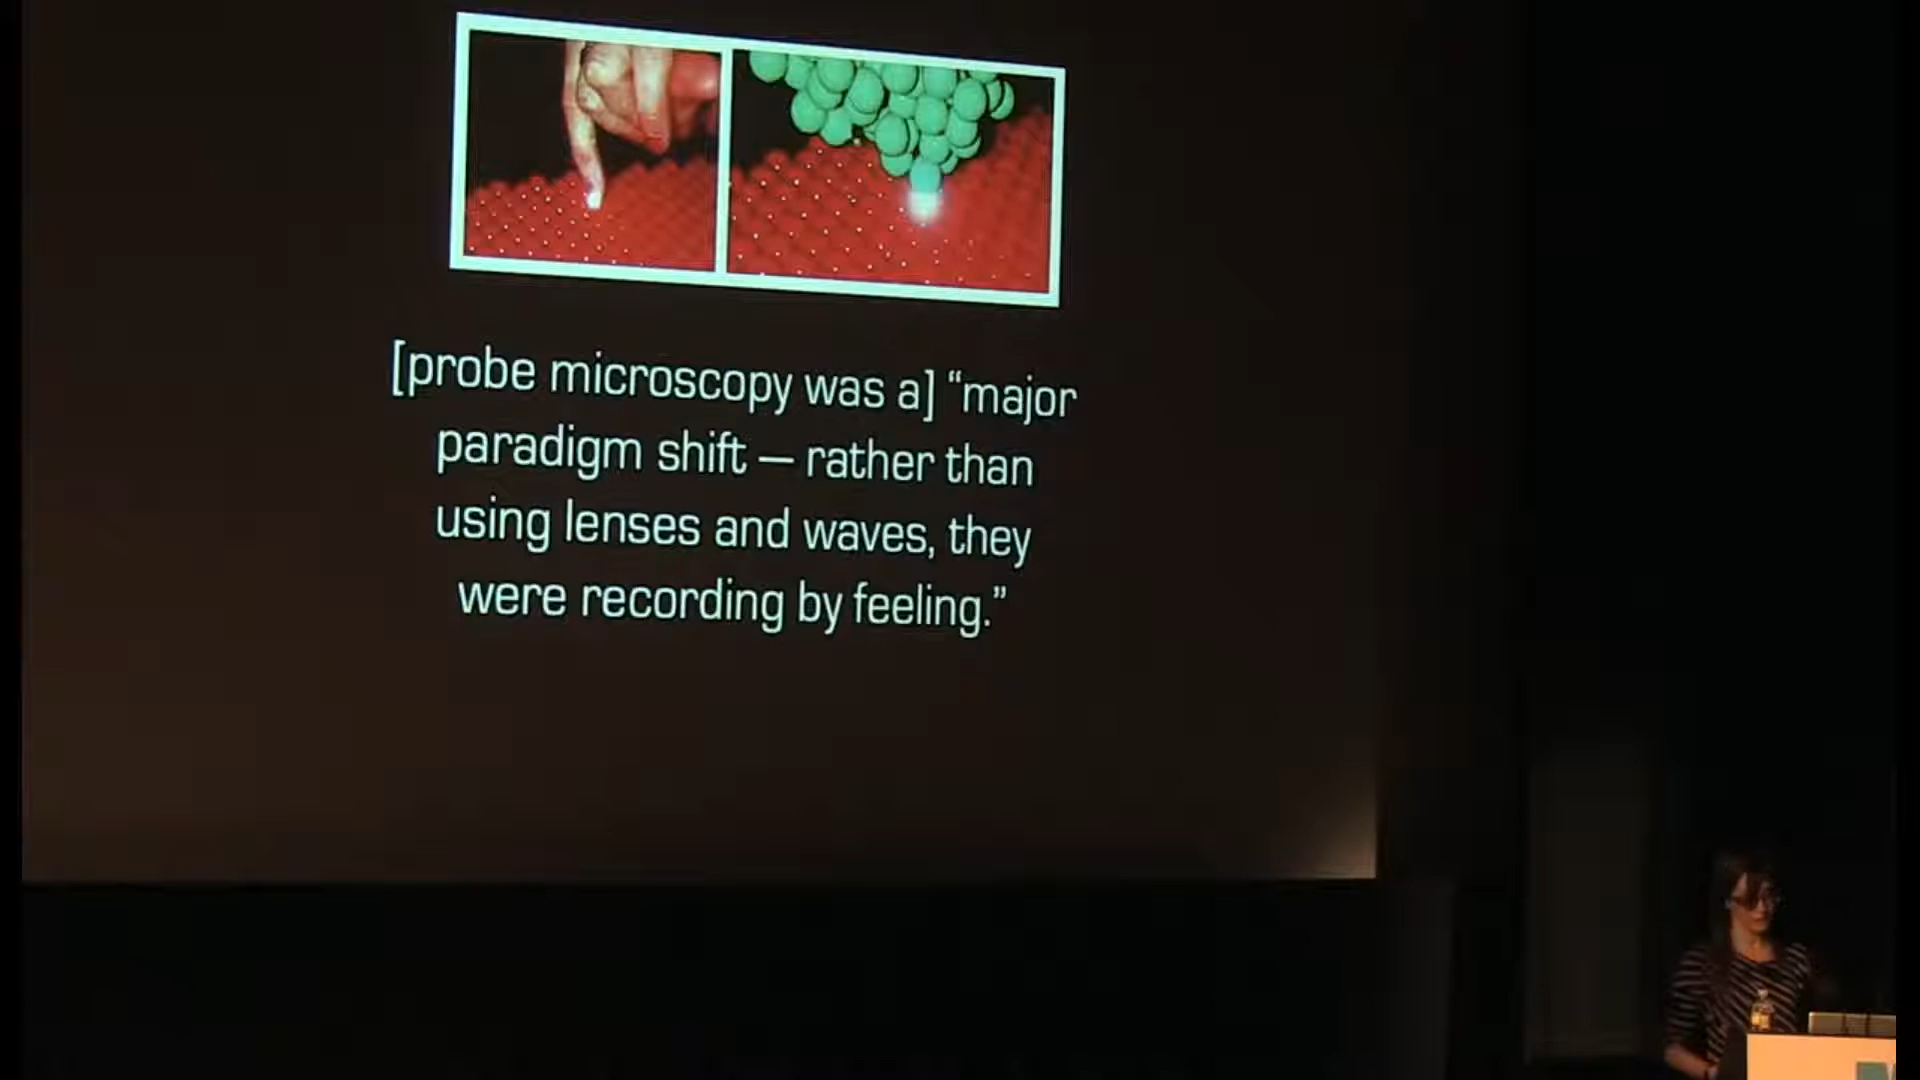 [probe microscopy was a] “major
paradigm shift — rather than
using lenses and waves, they
were recording by feeling.”